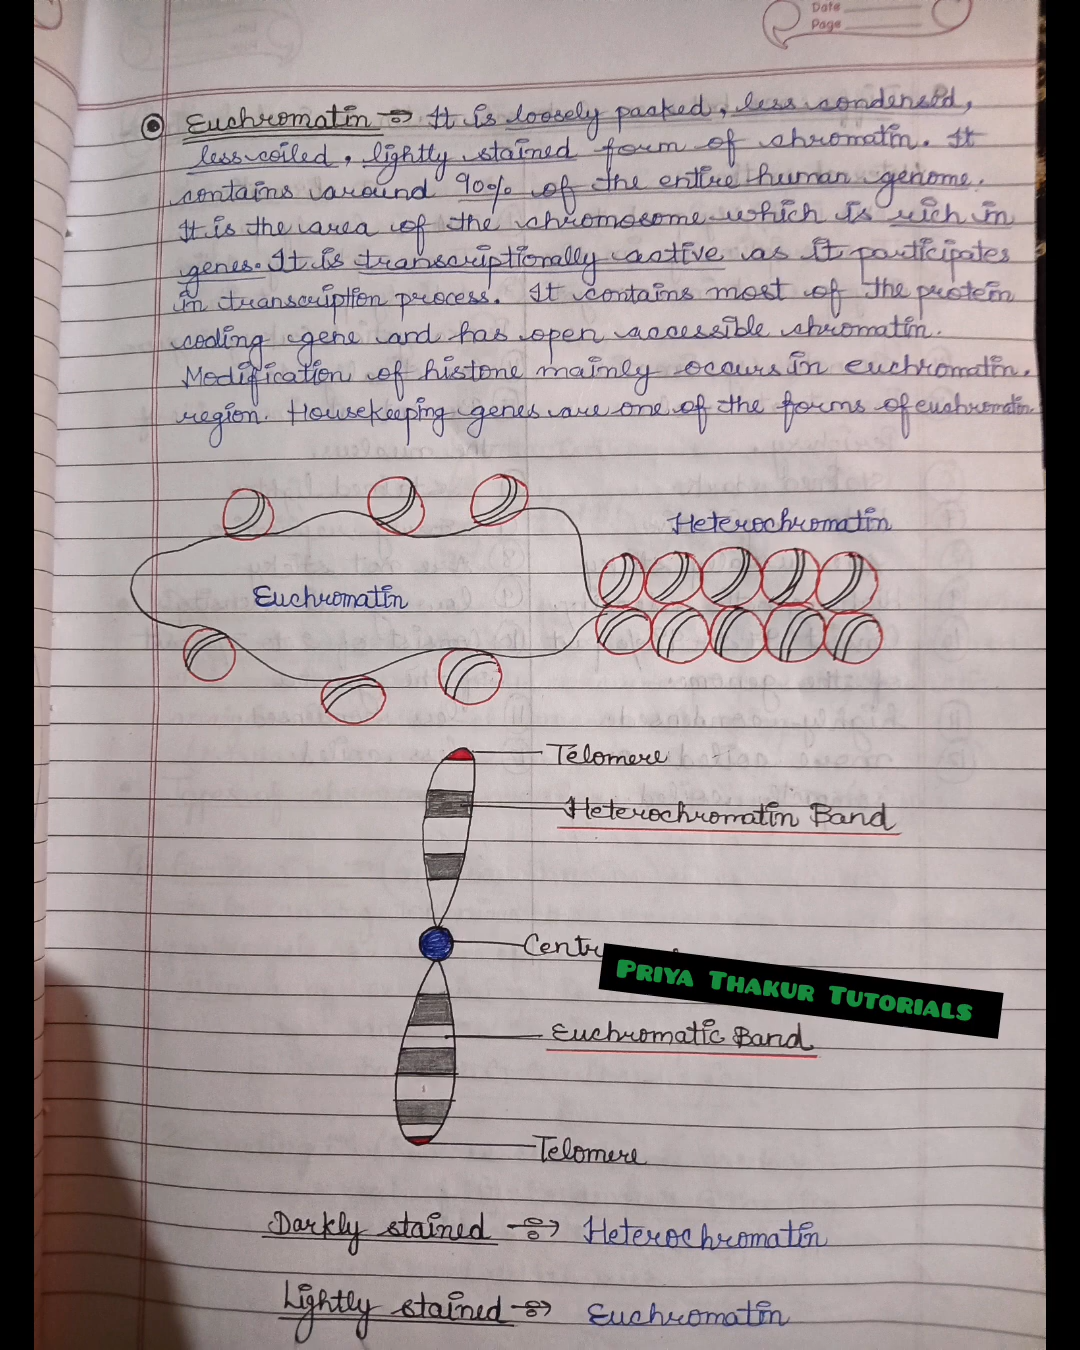 Date
Page
Euchromatin ⇒ It is loosely packed, less condensed,
less coiled, lightly stained form of chromatin. It
contains around 90% of the entire human genome.
It is the area of the chromosome which is rich in
genes. It is transcriptionally active as it participates
in transcription process. It contains most of the protein
coding gene and has open accessible chromatin.
Modification of histone mainly occurs in euchromatin.
region. Housekeeping genes are one of the forms of euchromatin.
Heterochromatin
Euchromatin
Telomere
Heterochromatin Band
Centr
PRIYA THAKUR TUTORIALS
Euchromatic Band
Telomere
Darkly stained → Heterochromatin
Lightly stained → Euchromatin